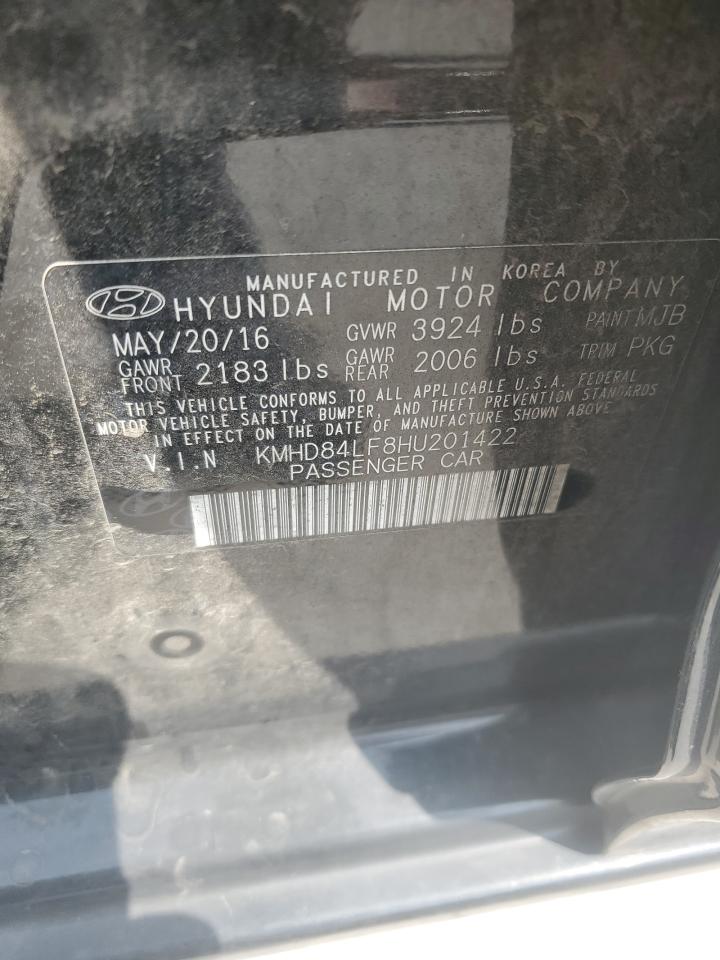 MANUFACTURED IN KOREA BY
HYUNDAI MOTOR COMPANY
MAY/20/16 GVWR 3924 lbs PAINT MJB
GAWR FRONT 2183 lbs GAWR REAR 2006 lbs TRIM PKG
THIS VEHICLE CONFORMS TO ALL APPLICABLE U.S.A. FEDERAL
MOTOR VEHICLE SAFETY, BUMPER, AND THEFT PREVENTION STANDARDS
IN EFFECT ON THE DATE OF MANUFACTURE SHOWN ABOVE
V.I.N KMHD84LF8HU201422
PASSENGER CAR